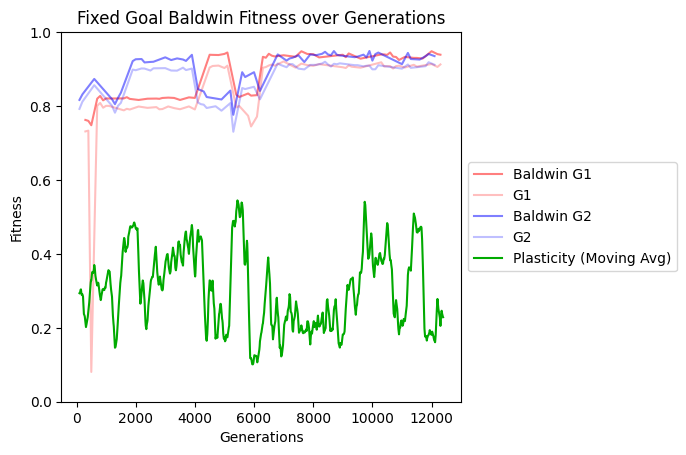 Fixed Goal Baldwin Fitness over Generations
1.0
0.8
0.6
0.4
0.2
0.0
Fitness
0
2000
4000
6000
8000
10000
12000
Generations
Baldwin G1
G1
Baldwin G2
G2
Plasticity (Moving Avg)